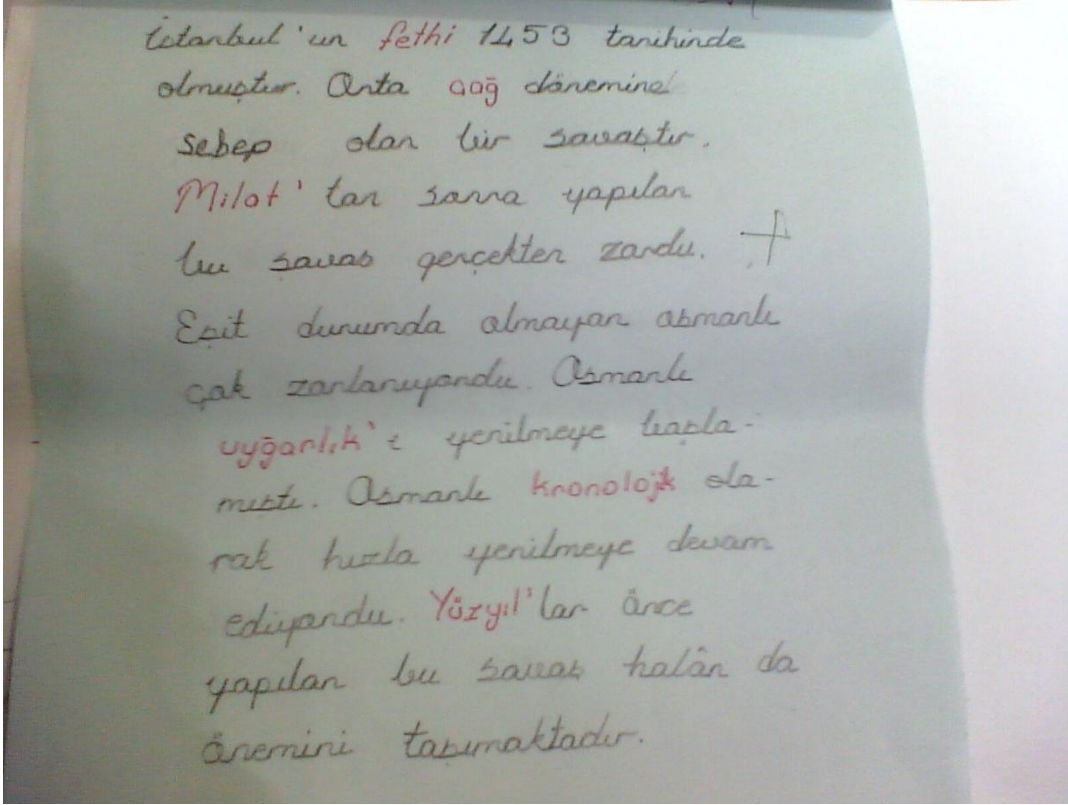 İstanbul'un fethi 1453 tarihinde
olmuştur. Orta çağ dönemine
sebep olan bir savaştır.
Milat'tan sonra yapılan
bu savaş gerçekten zordu.
Eşit durumda olmayan osmanlı
çok zorlanıyordu. Osmanlı
uyğarlık'ı yenilmeye başla-
mıştı. Osmanlı kronolojik ola-
rak hızla yenilmeye devam
ediyordu. Yüzyıl'lar önce
yapılan bu savaş halân da
önemini taşımaktadır.